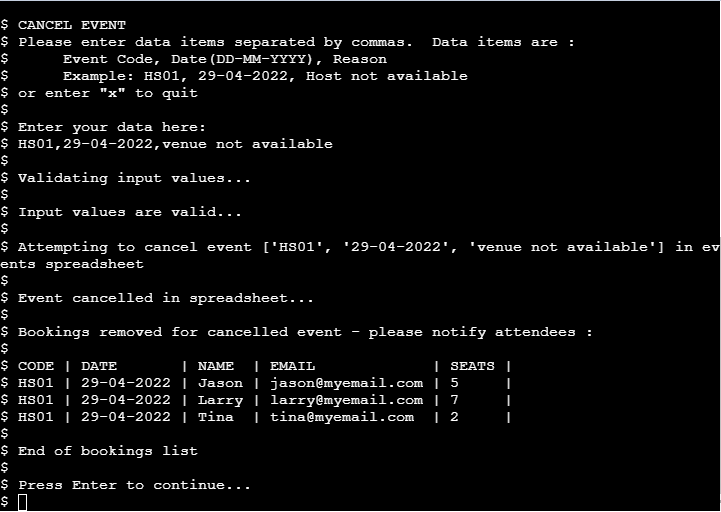 $ CANCEL EVENT
$ Please enter data items separated by commas.  Data items are :
$      Event Code, Date(DD-MM-YYYY), Reason
$      Example: HS01, 29-04-2022, Host not available
$ or enter "x" to quit
$
$ Enter your data here:
$ HS01,29-04-2022,venue not available
$
$ Validating input values...
$
$ Input values are valid...
$
$ Attempting to cancel event ['HS01', '29-04-2022', 'venue not available'] in ev
ents spreadsheet
$
$ Event cancelled in spreadsheet...
$
$ Bookings removed for cancelled event - please notify attendees :
$
$ CODE | DATE       | NAME  | EMAIL             | SEATS |
$ HS01 | 29-04-2022 | Jason | jason@myemail.com | 5     |
$ HS01 | 29-04-2022 | Larry | larry@myemail.com | 7     |
$ HS01 | 29-04-2022 | Tina  | tina@myemail.com  | 2     |
$
$ End of bookings list
$
$ Press Enter to continue...
$